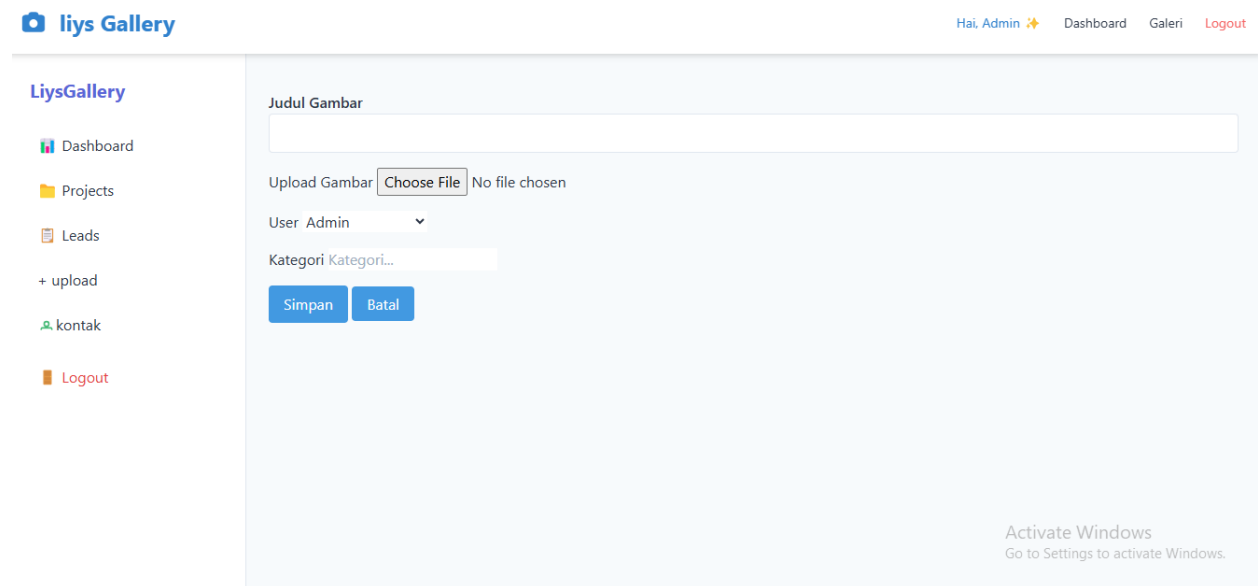 liys Gallery
Hai, Admin ✨ Dashboard Galeri Logout
LiysGallery
Dashboard
Projects
Leads
+ upload
kontak
Logout
Judul Gambar
Upload Gambar Choose File No file chosen
User Admin
Kategori Kategori...
Simpan Batal
Activate Windows
Go to Settings to activate Windows.